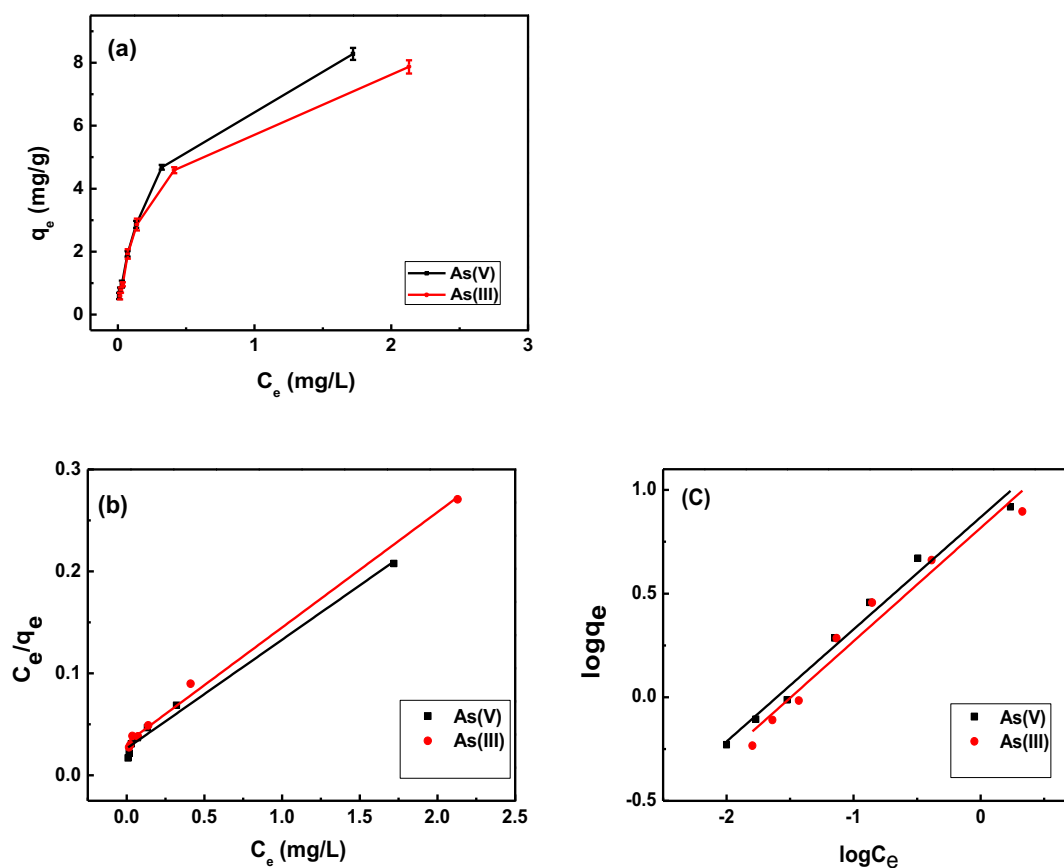 (a)
8
6
4
2
0
q_e (mg/g)
As(V)
As(III)
0 1 2 3
C_e (mg/L)
0.3
0.2
0.1
0.0
(b)
C_e/q_e
As(V)
As(III)
0.0 0.5 1.0 1.5 2.0 2.5
C_e (mg/L)
1.0
0.5
0.0
-0.5
(C)
logq_e
As(V)
As(III)
-2 -1 0
logC_e